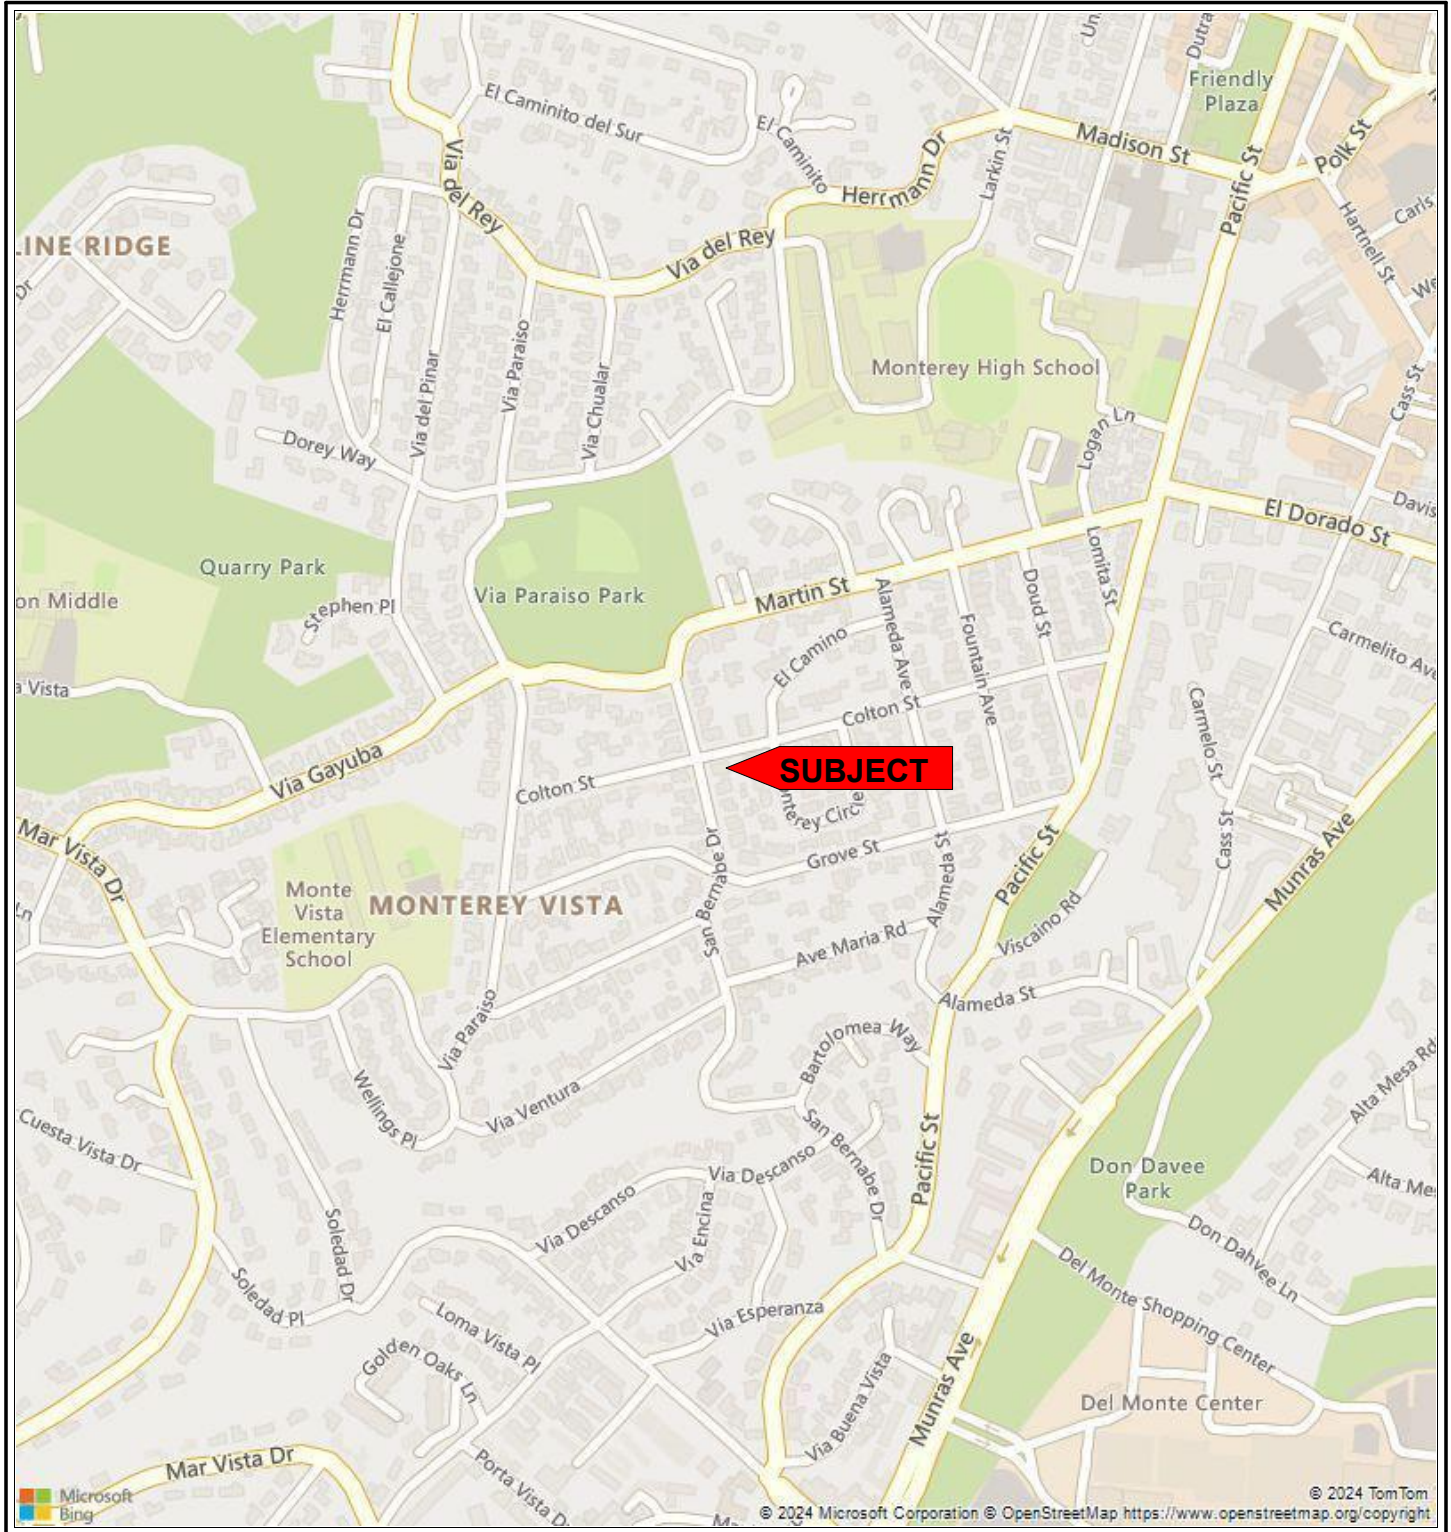 Friendly
Plaza
Dutra
El Caminito del Sur
El Caminito
Madison St
Polk St
Via del Rey
Herrmann Dr
Larkin St
Pacific St
Hartnell St
LINE RIDGE
Herrmann Dr
El Callejone
Via del Rey
Dr
Via del Pinar
Via Paraiso
Via Chualar
Monterey High School
Cass St
Logan Ln
Dorey Way
El Dorado St
Davis
Quarry Park
Via Paraiso Park
Martin St
Alameda Ave
Doud St
Lomita St
on Middle
Stephen Pl
El Camino
Fountain Ave
Carmelito Ave
a Vista
Colton St
Carmelo St
Via Gayuba
SUBJECT
Colton St
onterey Circle
Mar Vista Dr
San Bernabe Dr
Grove St
Alameda St
Pacific St
Cass St
Munras Ave
Monte
Vista
Elementary
School
MONTEREY VISTA
Ln
Ave Maria Rd
Viscaino Rd
Alameda St
Via Paraiso
Bartolomea Way
Wellings Pl
Via Ventura
Alta Mesa Rd
Cuesta Vista Dr
San Bernabe Dr
Pacific St
Don Davee
Park
Alta Me
Via Descanso
Via Descanso
Via Encina
Soledad Dr
Don Dahvee Ln
Soledad Pl
Del Monte Shopping Center
Loma Vista Pl
Via Esperanza
Golden Oaks Ln
Via Buena Vista
Munras Ave
Del Monte Center
Mar Vista Dr
Porta Vista
Microsoft
Bing
© 2024 TomTom
© 2024 Microsoft Corporation © OpenStreetMap https://www.openstreetmap.org/copyright